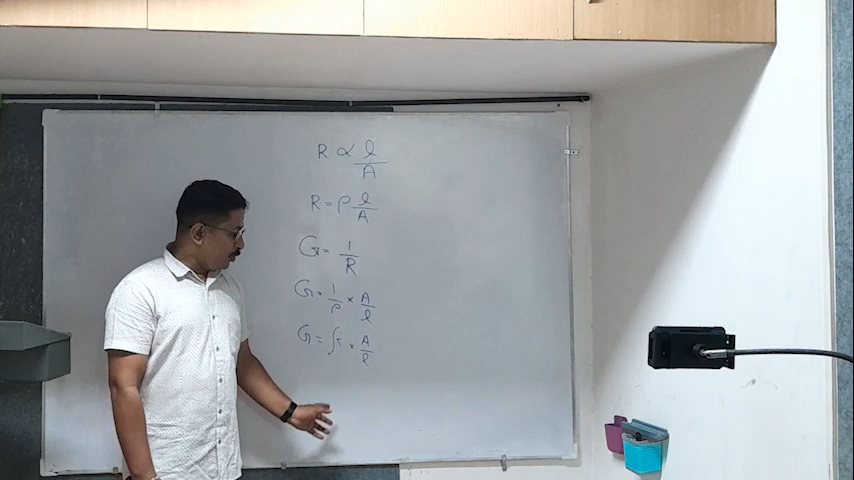 R ∝ l/A
R = ρ l/A
G = 1/R
G = 1/ρ × A/l
G = × A/l